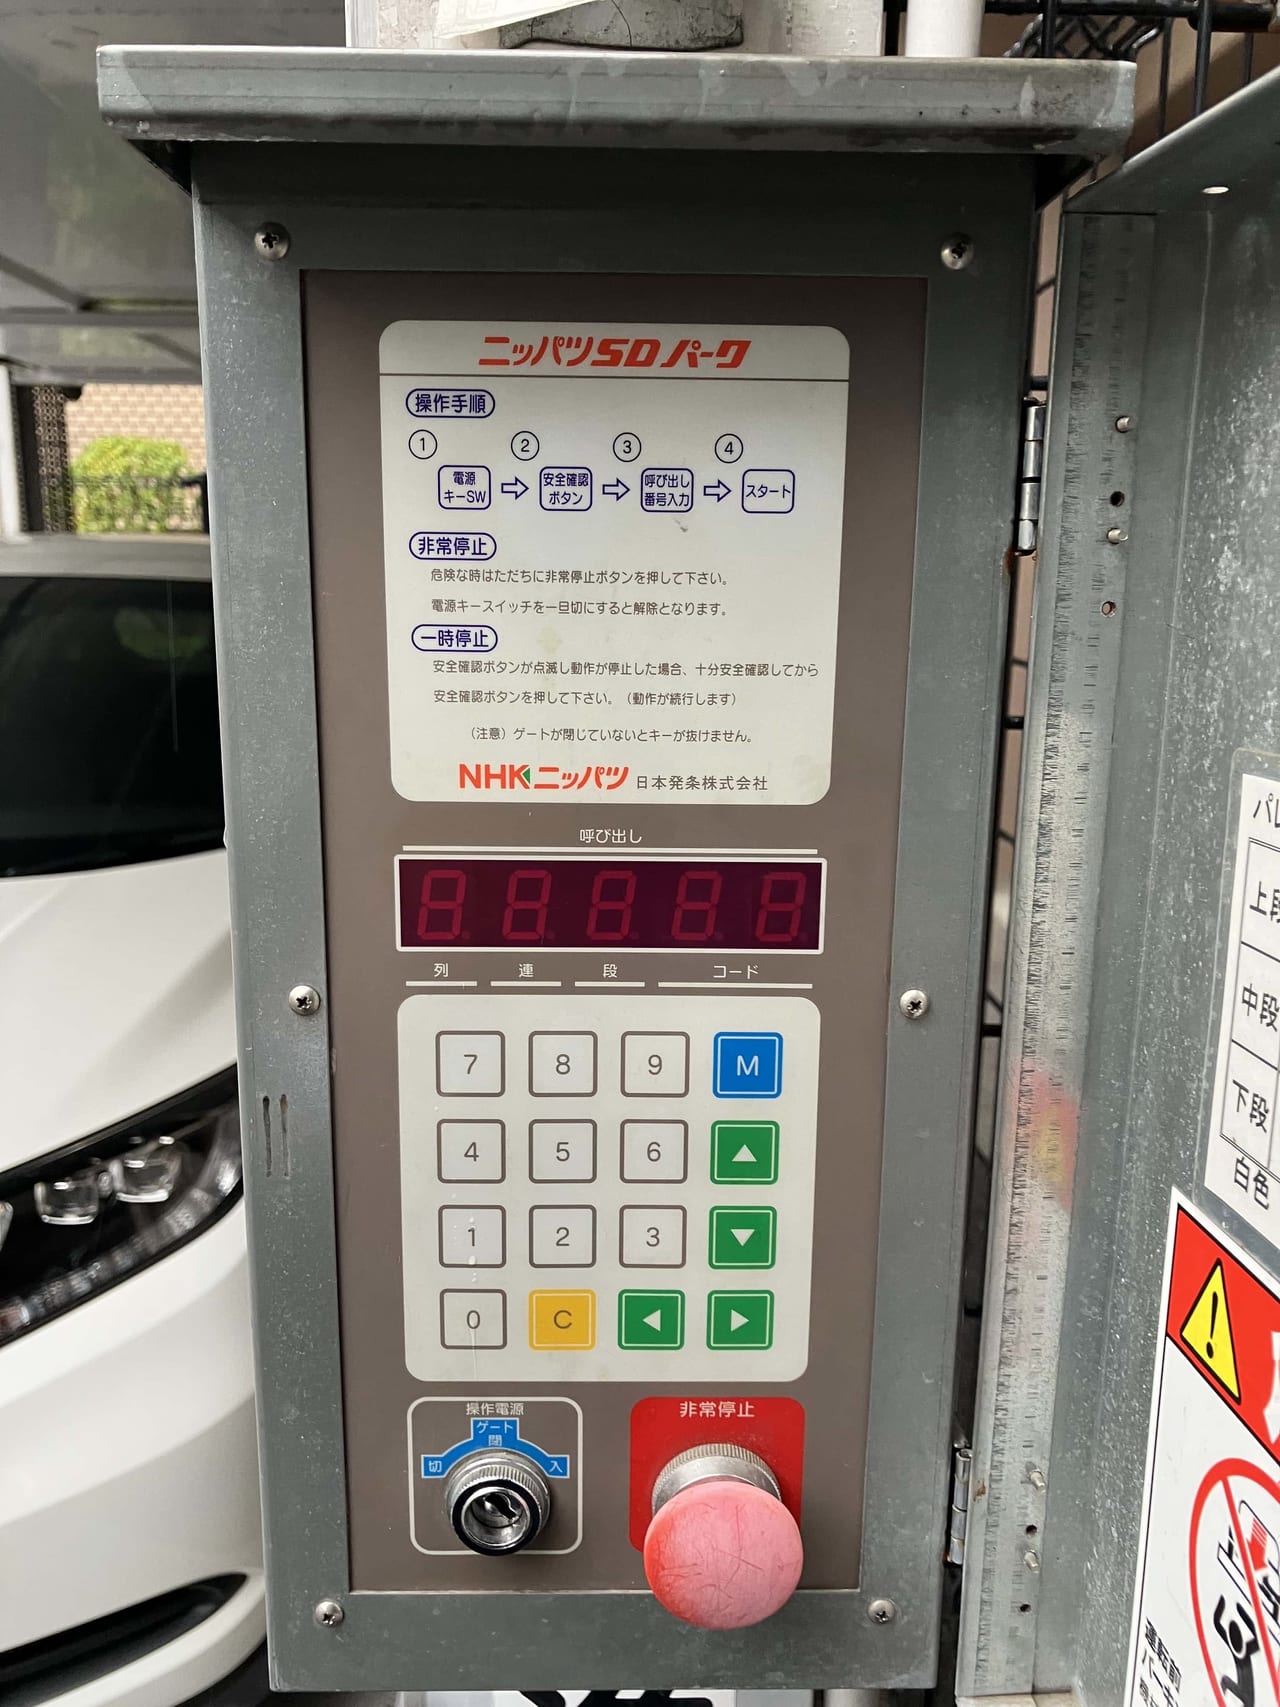 ニッパツSDパーク
操作手順
① ② ③ ④
電源キーSW ⇨ 安全確認ボタン ⇨ 呼び出し番号入力 ⇨ スタート
非常停止
危険な時はただちに非常停止ボタンを押して下さい。
電源キースイッチを一旦切にすると解除となります。
一時停止
安全確認ボタンが点滅し動作が停止した場合、十分安全確認してから
安全確認ボタンを押して下さい。(動作が続行します)
(注意)ゲートが閉じていないとキーが抜けません。
NHKニッパツ 日本発条株式会社
呼び出し
8 8 8 8 8
列 連 段 コード
7 8 9 M
4 5 6 ▲
1 2 3 ▼
0 C ◀ ▶
操作電源
ゲート
閉
切 入
非常停止
パレ
上段
中段
下段
白色
運転前